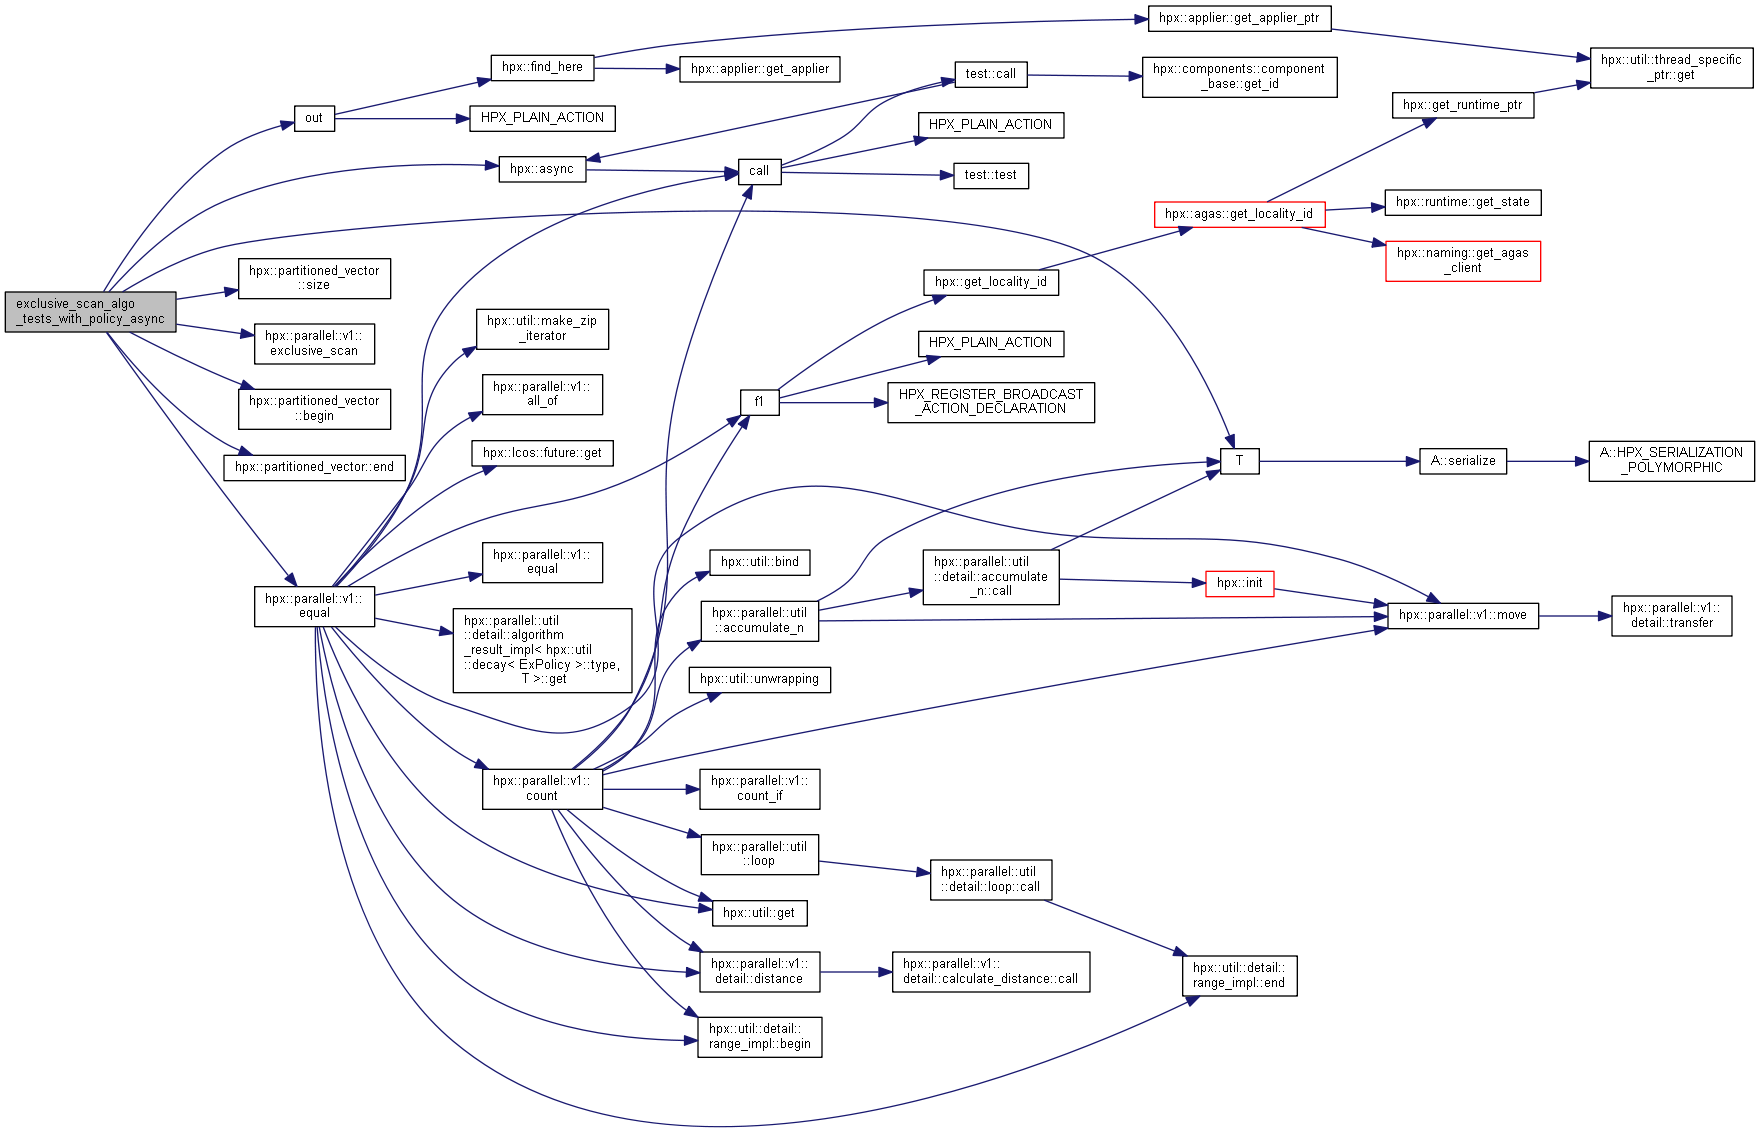 exclusive_scan_algo
_tests_with_policy_async
out
hpx::find_here
HPX_PLAIN_ACTION
hpx::applier::get_applier_ptr
hpx::applier::get_applier
hpx::util::thread_specific
_ptr::get
hpx::async
test::call
hpx::components::component
_base::get_id
call
HPX_PLAIN_ACTION
test::test
hpx::get_runtime_ptr
hpx::agas::get_locality_id
hpx::runtime::get_state
hpx::naming::get_agas
_client
hpx::partitioned_vector
::size
hpx::parallel::v1::
exclusive_scan
hpx::partitioned_vector
::begin
hpx::partitioned_vector::end
hpx::util::make_zip
_iterator
hpx::parallel::v1::
all_of
hpx::lcos::future::get
hpx::get_locality_id
HPX_PLAIN_ACTION
f1
HPX_REGISTER_BROADCAST
_ACTION_DECLARATION
T
A::serialize
A::HPX_SERIALIZATION
_POLYMORPHIC
hpx::parallel::v1::
equal
hpx::parallel::v1::
equal
hpx::parallel::util
::detail::algorithm
_result_impl< hpx::util
::decay< ExPolicy >::type,
T >::get
hpx::util::bind
hpx::parallel::util
::accumulate_n
hpx::parallel::util
::detail::accumulate
_n::call
hpx::init
hpx::parallel::v1::move
hpx::parallel::v1::
detail::transfer
hpx::util::unwrapping
hpx::parallel::v1::
count
hpx::parallel::v1::
count_if
hpx::parallel::util
::loop
hpx::parallel::util
::detail::loop::call
hpx::util::get
hpx::parallel::v1::
detail::distance
hpx::parallel::v1::
detail::calculate_distance::call
hpx::util::detail::
range_impl::end
hpx::util::detail::
range_impl::begin